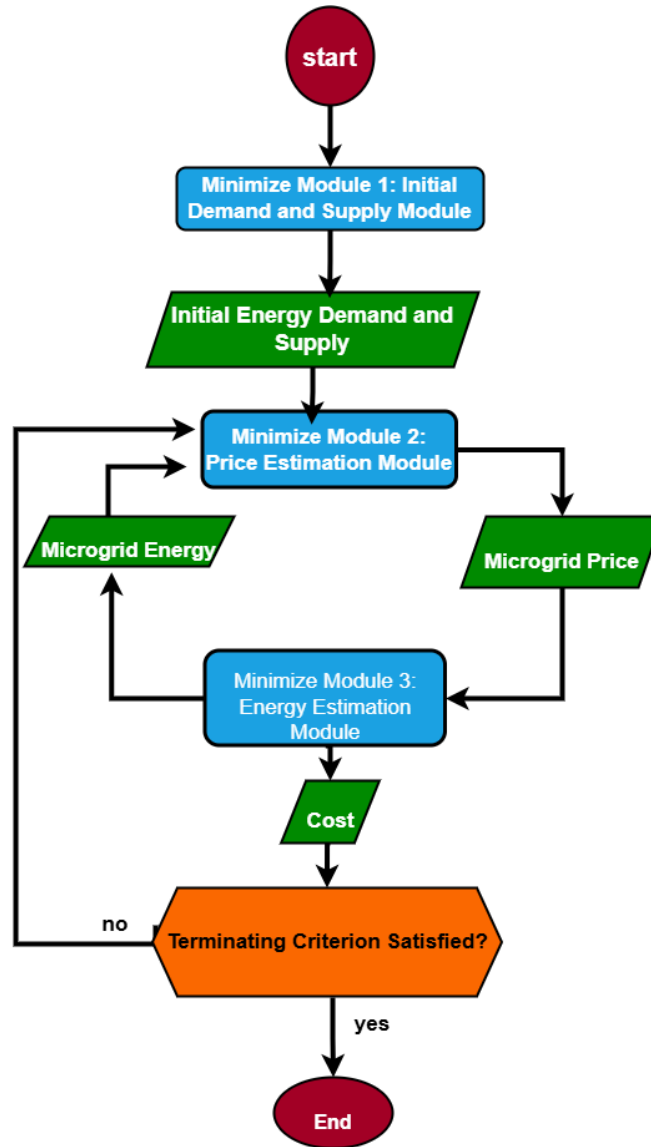 start
Minimize Module 1: Initial
Demand and Supply Module
Initial Energy Demand and
Supply
Minimize Module 2:
Price Estimation Module
Microgrid Energy
Microgrid Price
Minimize Module 3:
Energy Estimation
Module
Cost
no
Terminating Criterion Satisfied?
yes
End